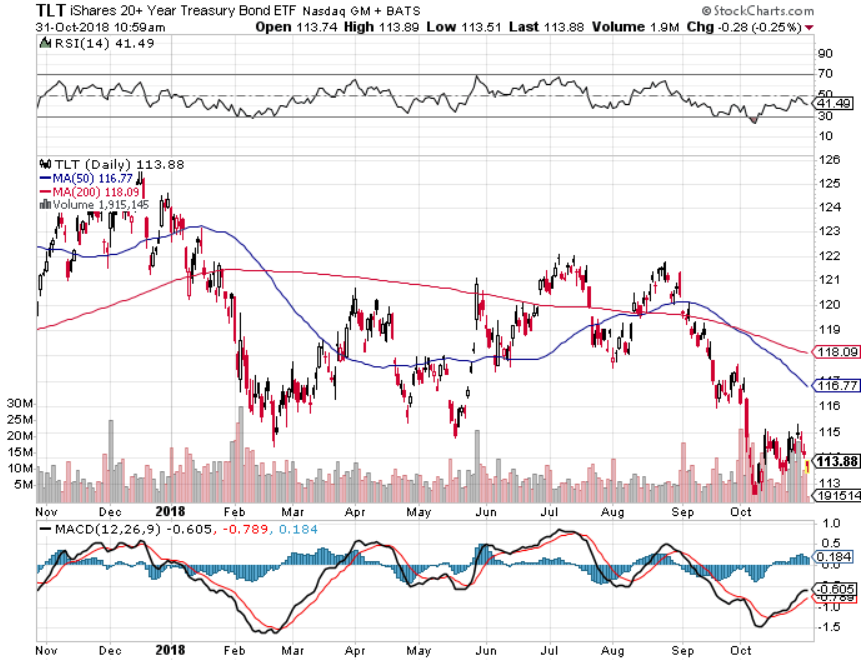 TLT iShares 20+ Year Treasury Bond ETF Nasdaq GM + BATS © StockCharts.com
31-Oct-2018 10:59am Open 113.74 High 113.89 Low 113.51 Last 113.88 Volume 1.9M Chg -0.28 (-0.25%)
RSI(14) 41.49
90
70
50
41.49
30
10
TLT (Daily) 113.88
MA(50) 116.77
MA(200) 118.09
Volume 1,915,145
126
125
124
123
122
121
120
119
118.09
116.77
116
115
113.88
113
191514
30M
25M
20M
15M
10M
5M
Nov Dec 2018 Feb Mar Apr May Jun Jul Aug Sep Oct
MACD(12,26,9) -0.605, -0.789, 0.184
1.0
0.5
0.184
0.0
-0.605
-0.789
-1.0
-1.5
Nov Dec 2018 Feb Mar Apr May Jun Jul Aug Sep Oct